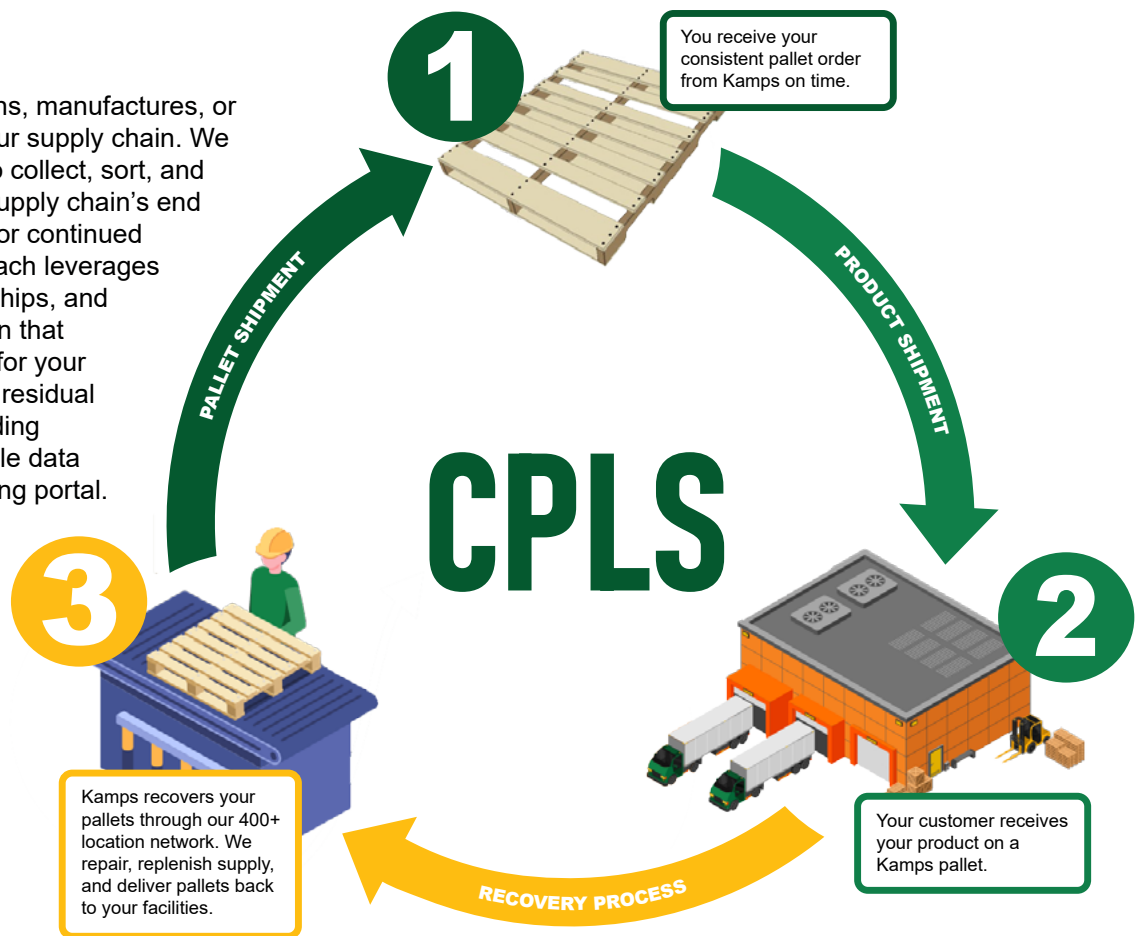 1
You receive your
consistent pallet order
from Kamps on time.
ns, manufactures, or
ur supply chain. We
o collect, sort, and
upply chain's end
or continued
ach leverages
hips, and
n that
for your
residual
ding
le data
ng portal.
PALLET SHIPMENT
PRODUCT SHIPMENT
CPLS
3
2
Kamps recovers your
pallets through our 400+
location network. We
repair, replenish supply,
and deliver pallets back
to your facilities.
Your customer receives
your product on a
Kamps pallet.
RECOVERY PROCESS